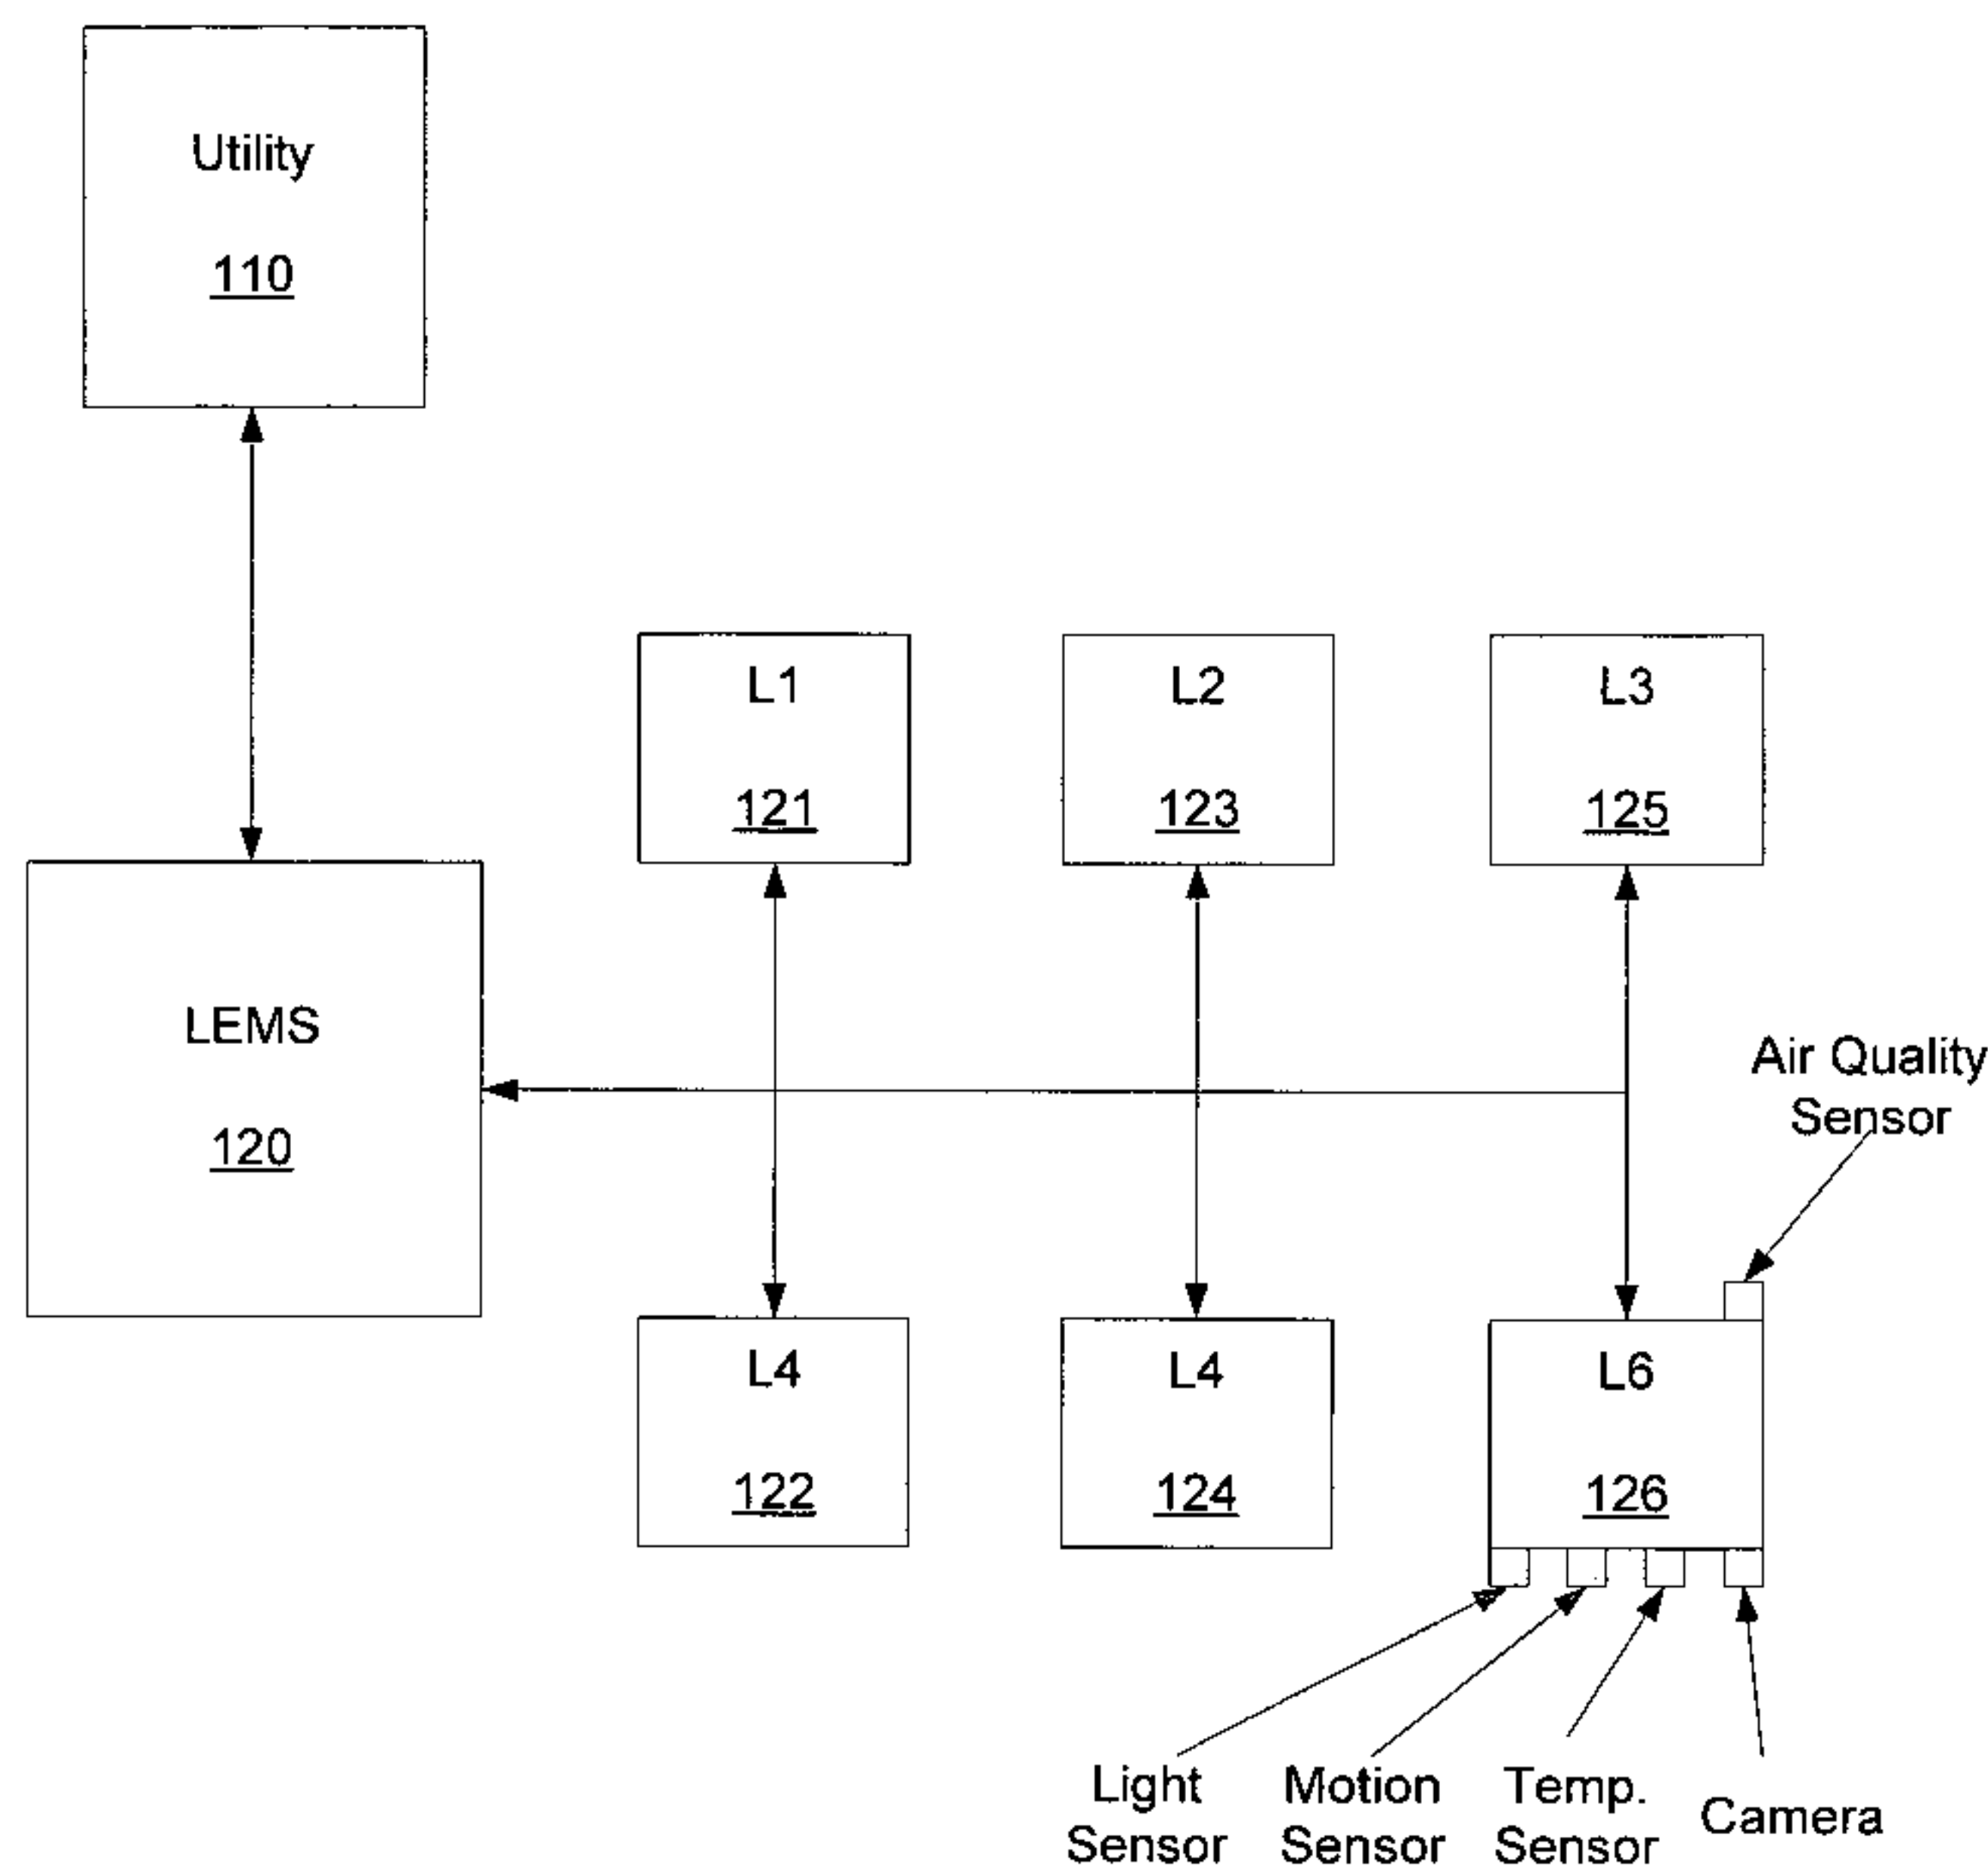 Utility
110
L1
121
L2
123
L3
125
LEMS
120
Air Quality
Sensor
L4
122
L4
124
L6
126
Light
Sensor
Motion
Sensor
Temp.
Sensor
Camera